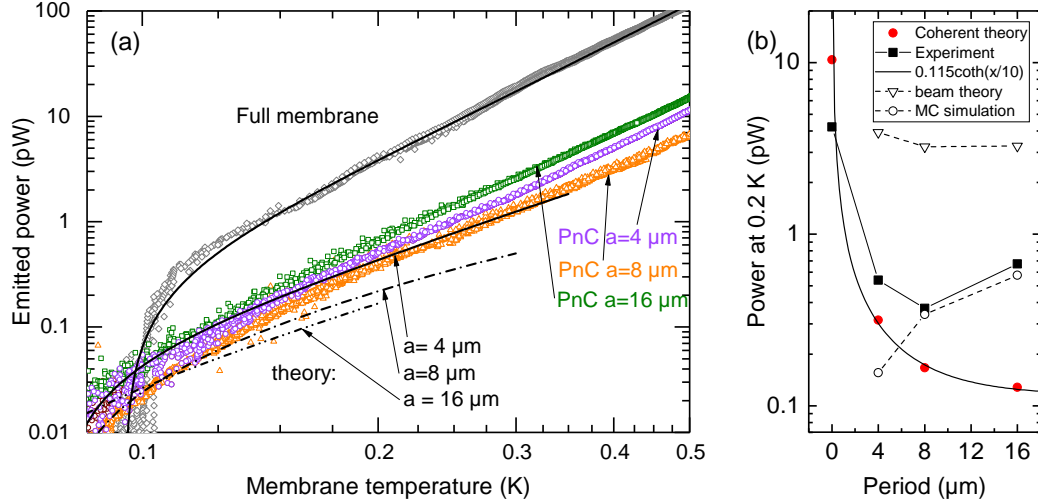 (a)
100
10
1
0.1
0.01
Emitted power (pW)
Full membrane
PnC a=4 µm
PnC a=8 µm
PnC a=16 µm
theory:
a= 4 µm
a=8 µm
a = 16 µm
0.1
0.2
0.3
0.4
0.5
Membrane temperature (K)
(b)
Coherent theory
Experiment
0.115coth(x/10)
beam theory
MC simulation
10
1
0.1
Power at 0.2 K (pW)
0
4
8
12
16
Period (µm)